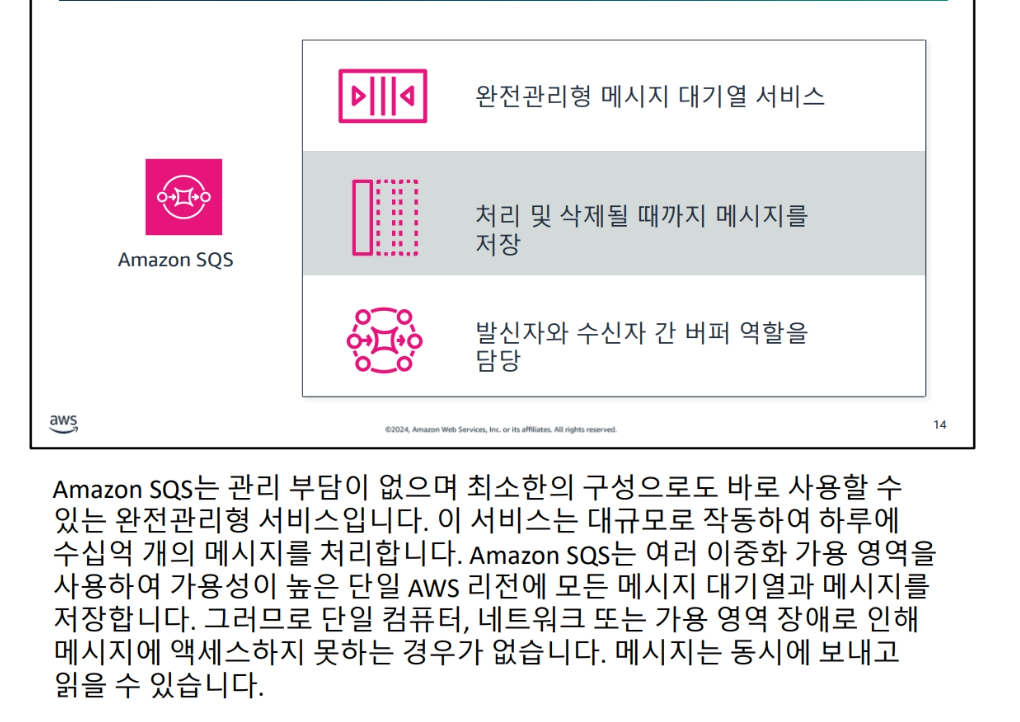 완전관리형 메시지 대기열 서비스
Amazon SQS
처리 및 삭제될 때까지 메시지를
저장
발신자와 수신자 간 버퍼 역할을
담당
aws
©2024, Amazon Web Services, Inc. or its affiliates. All rights reserved.
14
Amazon SQS는 관리 부담이 없으며 최소한의 구성으로도 바로 사용할 수
있는 완전관리형 서비스입니다. 이 서비스는 대규모로 작동하여 하루에
수십억 개의 메시지를 처리합니다. Amazon SQS는 여러 이중화 가용 영역을
사용하여 가용성이 높은 단일 AWS 리전에 모든 메시지 대기열과 메시지를
저장합니다. 그러므로 단일 컴퓨터, 네트워크 또는 가용 영역 장애로 인해
메시지에 액세스하지 못하는 경우가 없습니다. 메시지는 동시에 보내고
읽을 수 있습니다.